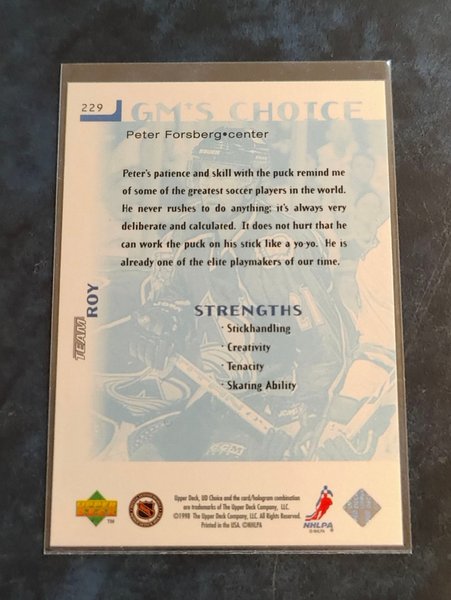 229
GM'S CHOICE
Peter Forsberg•center
Peter's patience and skill with the puck remind me
of some of the greatest soccer players in the world.
He never rushes to do anything; it's always very
deliberate and calculated. It does not hurt that he
can work the puck on his stick like a yo-yo. He is
already one of the elite playmakers of our time.
TEAM
ROY
STRENGTHS
· Stickhandling
· Creativity
· Tenacity
· Skating Ability
Upper Deck, UD Choice and the card/hologram combination
are trademarks of The Upper Deck Company, LLC.
©1998 The Upper Deck Company, LLC. All Rights Reserved.
Printed in the USA. ©NHLPA
TM
NHLPA